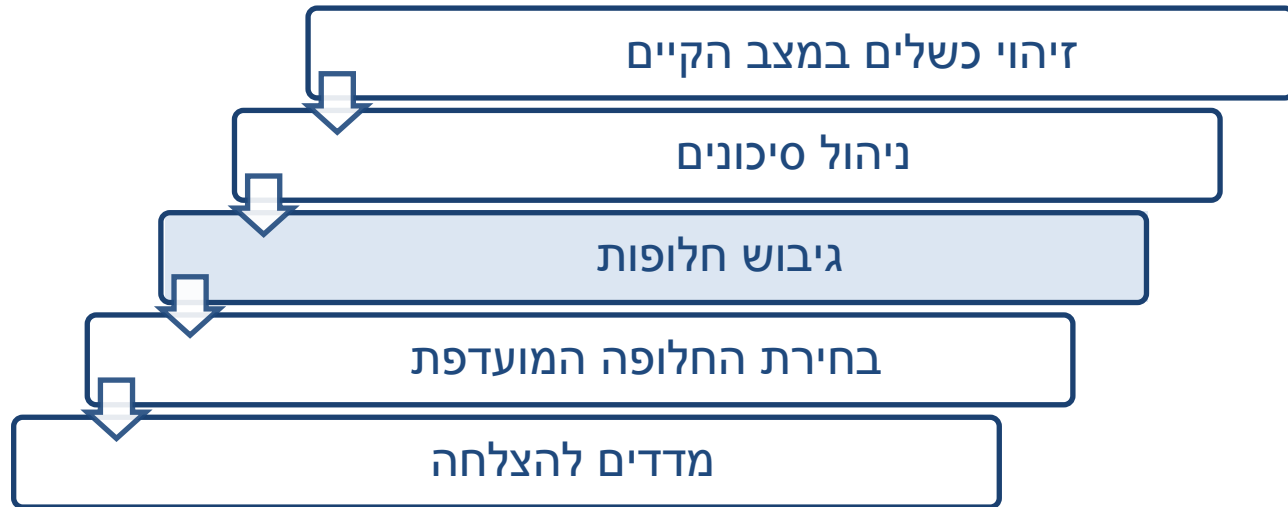 זיהוי כשלים במצב הקיים
ניהול סיכונים
גיבוש חלופות
בחירת החלופה המועדפת
מדדים להצלחה